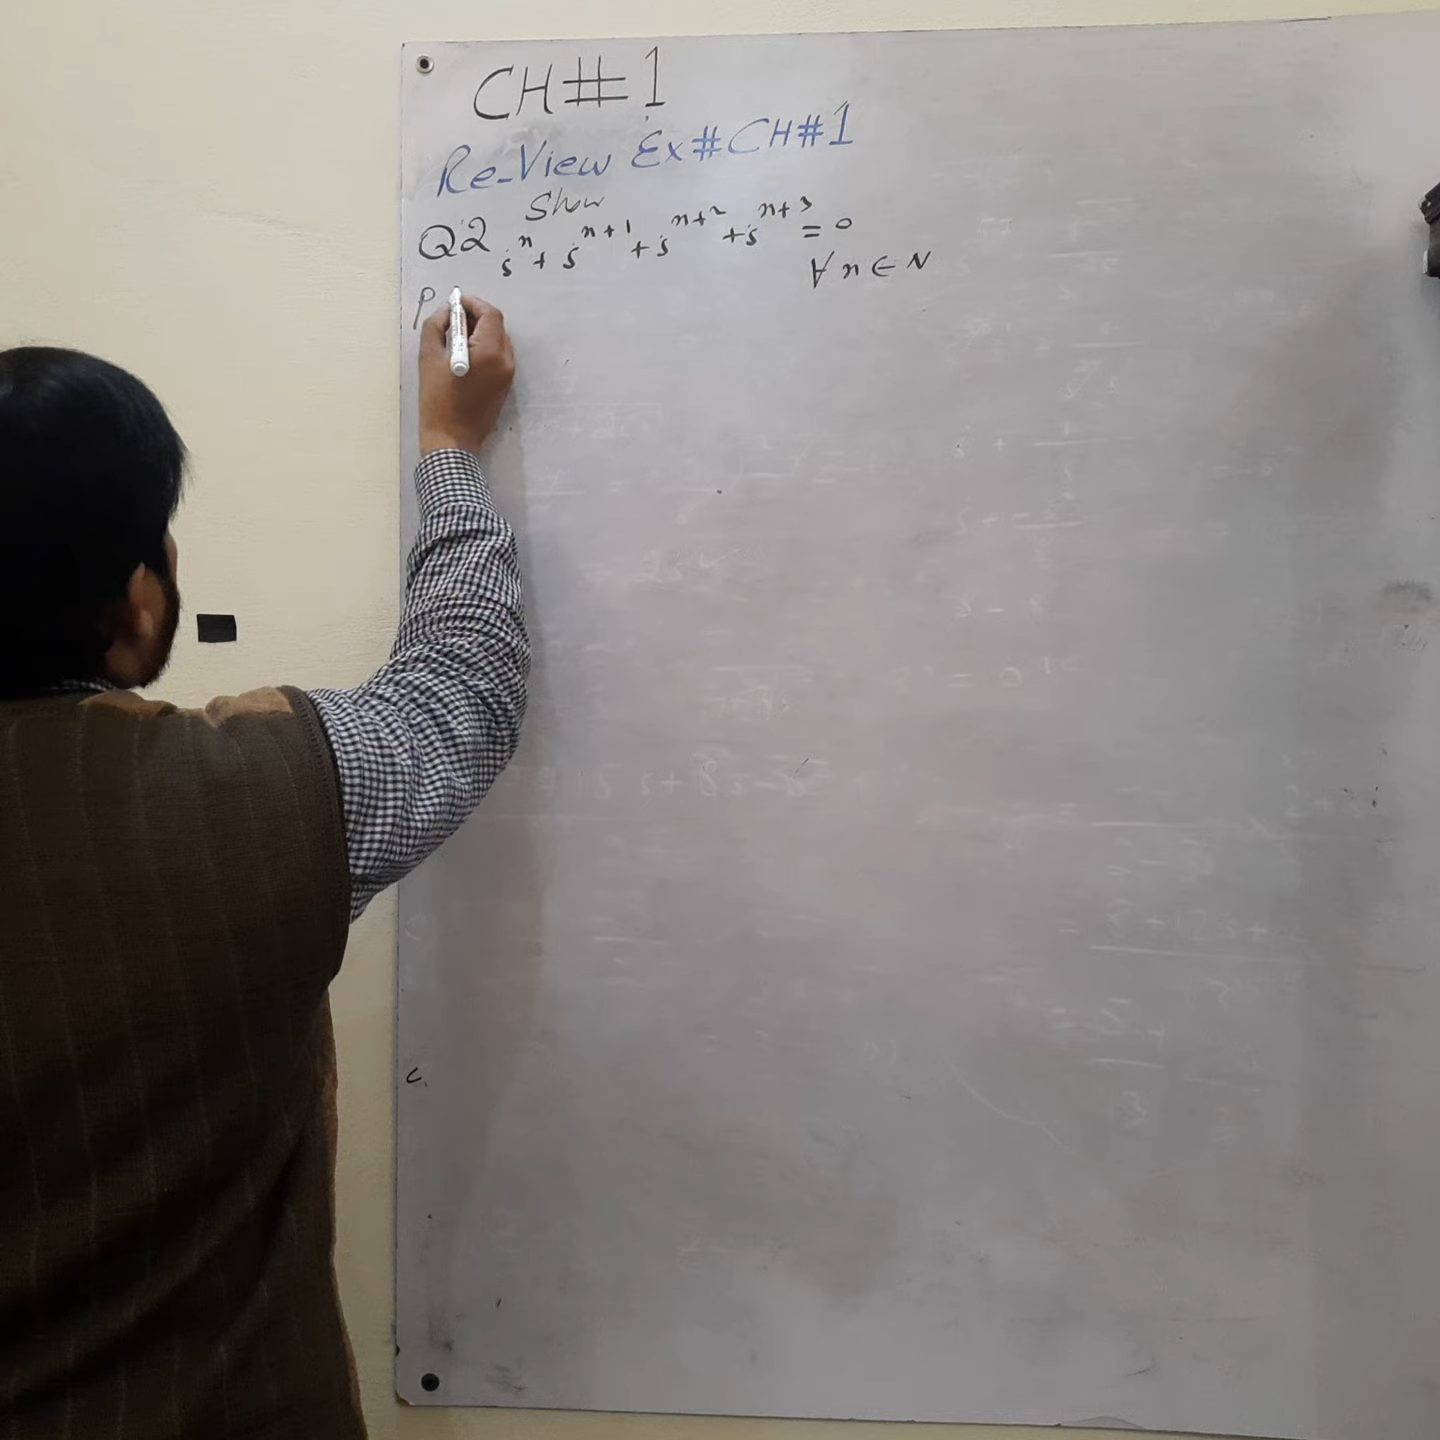 CH#1
Re-View Ex#CH#1
Show
Q2 i^n + i^{n+1} + i^{n+2} + i^{n+3} = 0
∀ n ∈ N
P